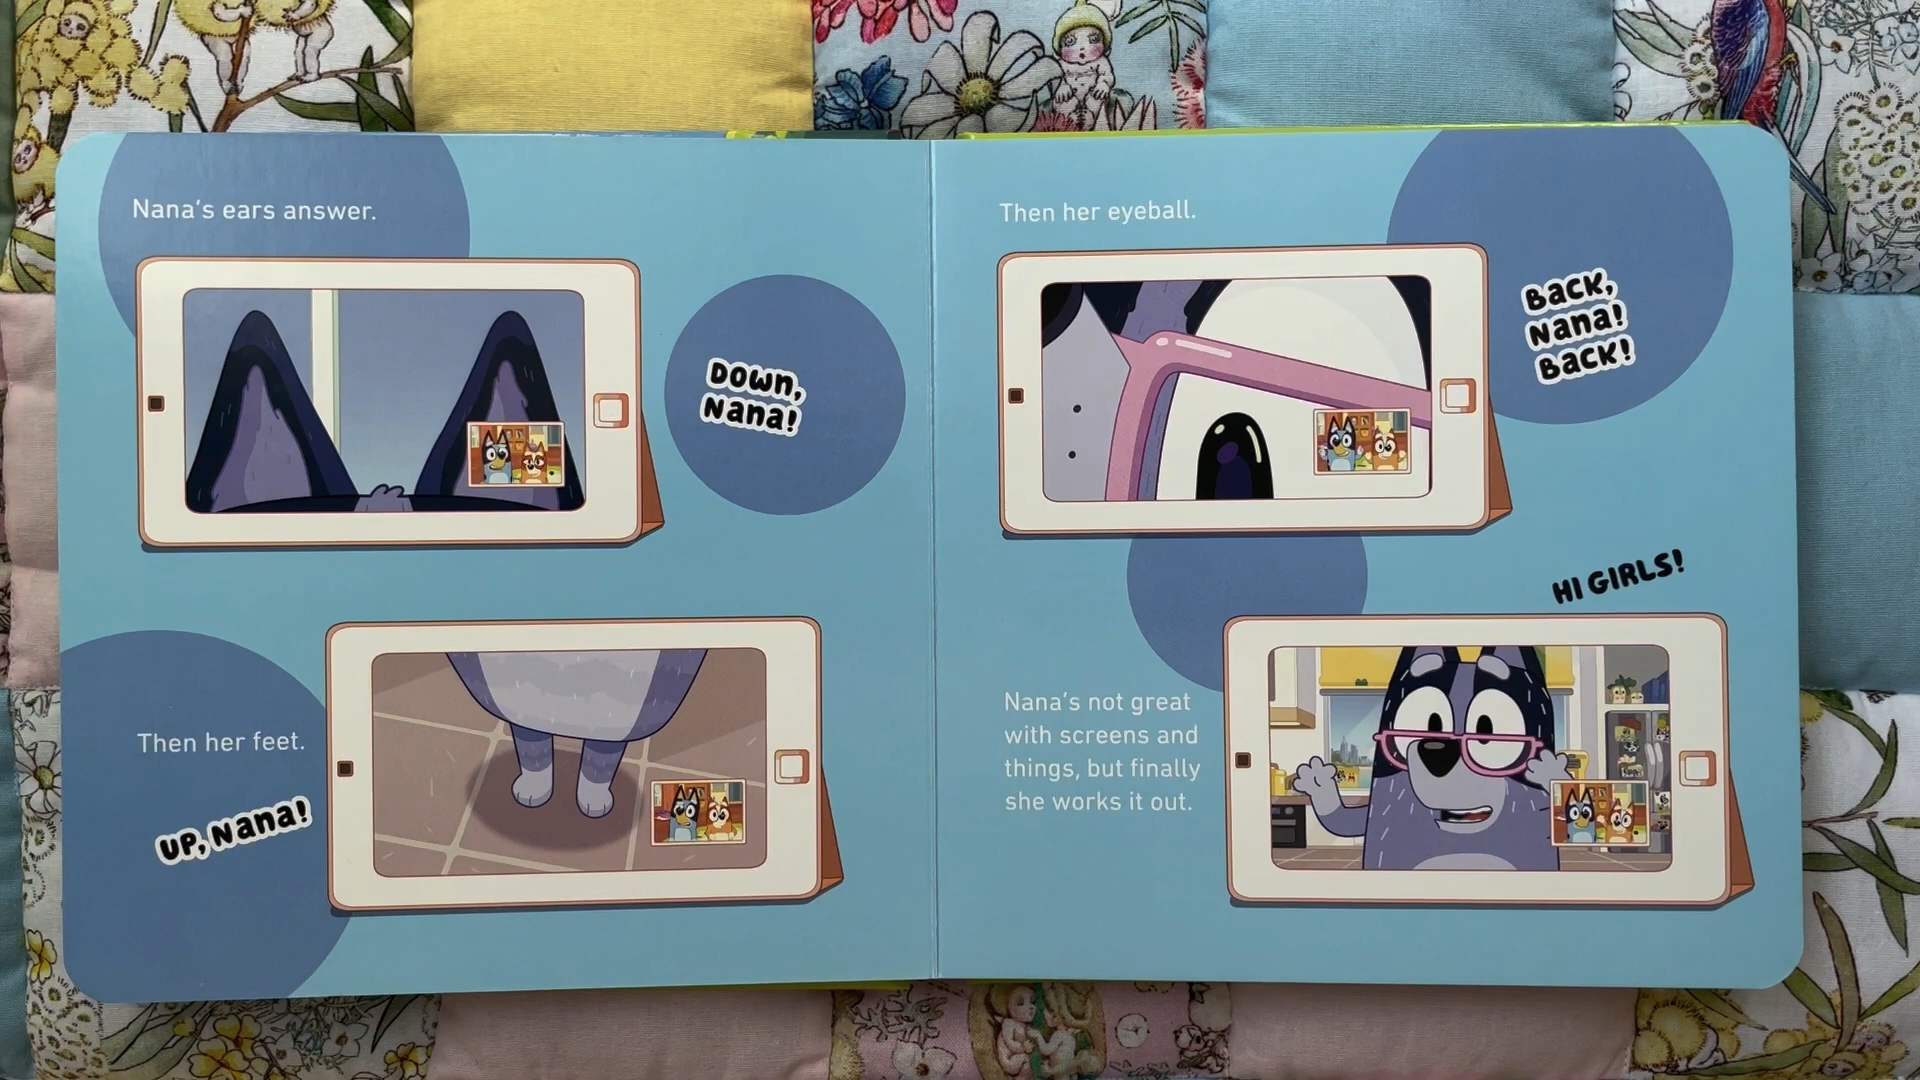 Nana's ears answer.
DOWN,
Nana!
Then her feet.
UP, Nana!
Then her eyeball.
Back,
Nana!
Back!
HI GIRLS!
Nana's not great
with screens and
things, but finally
she works it out.